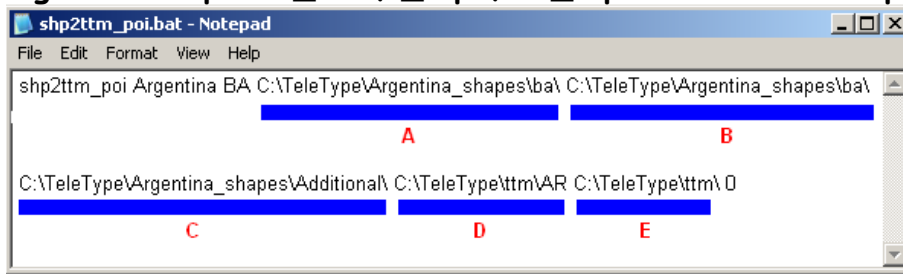 shp2ttm_poi.bat - Notepad
File Edit Format View Help
shp2ttm_poi Argentina BA C:\TeleType\Argentina_shapes\ba\ C:\TeleType\Argentina_shapes\ba\
A B
C:\TeleType\Argentina_shapes\Additional\ C:\TeleType\ttm\AR C:\TeleType\ttm\ 0
C D E